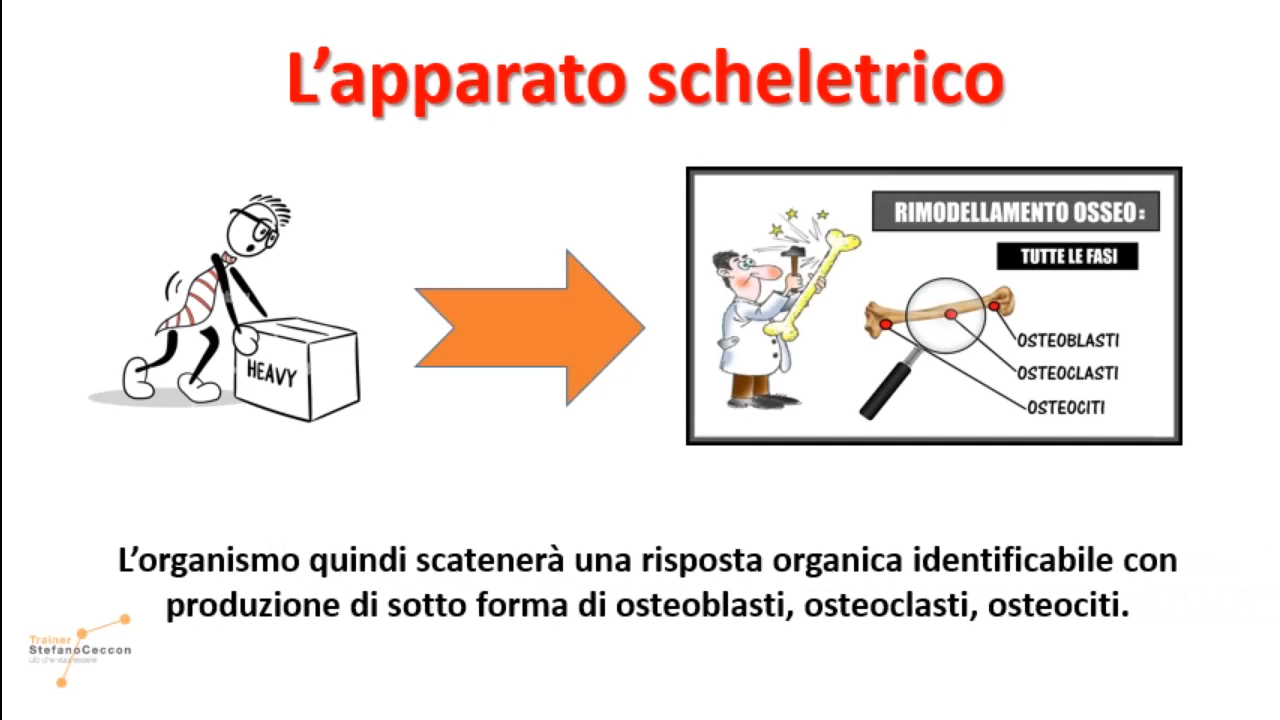 L'apparato scheletrico
HEAVY
RIMODELLAMENTO OSSEO:
TUTTE LE FASI
OSTEOBLASTI
OSTEOCLASTI
OSTEOCITI
L'organismo quindi scatenerà una risposta organica identificabile con
produzione di sotto forma di osteoblasti, osteoclasti, osteociti.
Trainer
StefanoCeccon